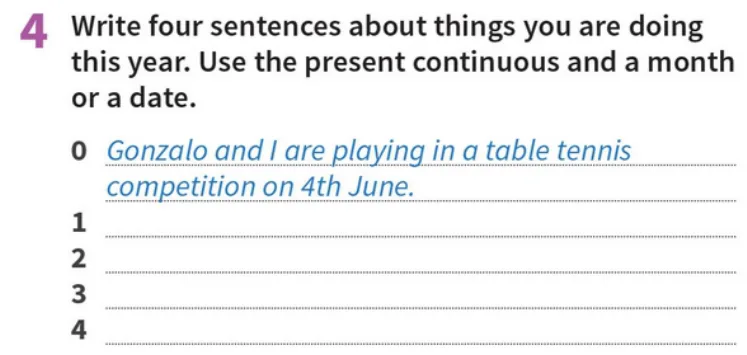 4 Write four sentences about things you are doing
this year. Use the present continuous and a month
or a date.
0 Gonzalo and I are playing in a table tennis
competition on 4th June.
1
2
3
4